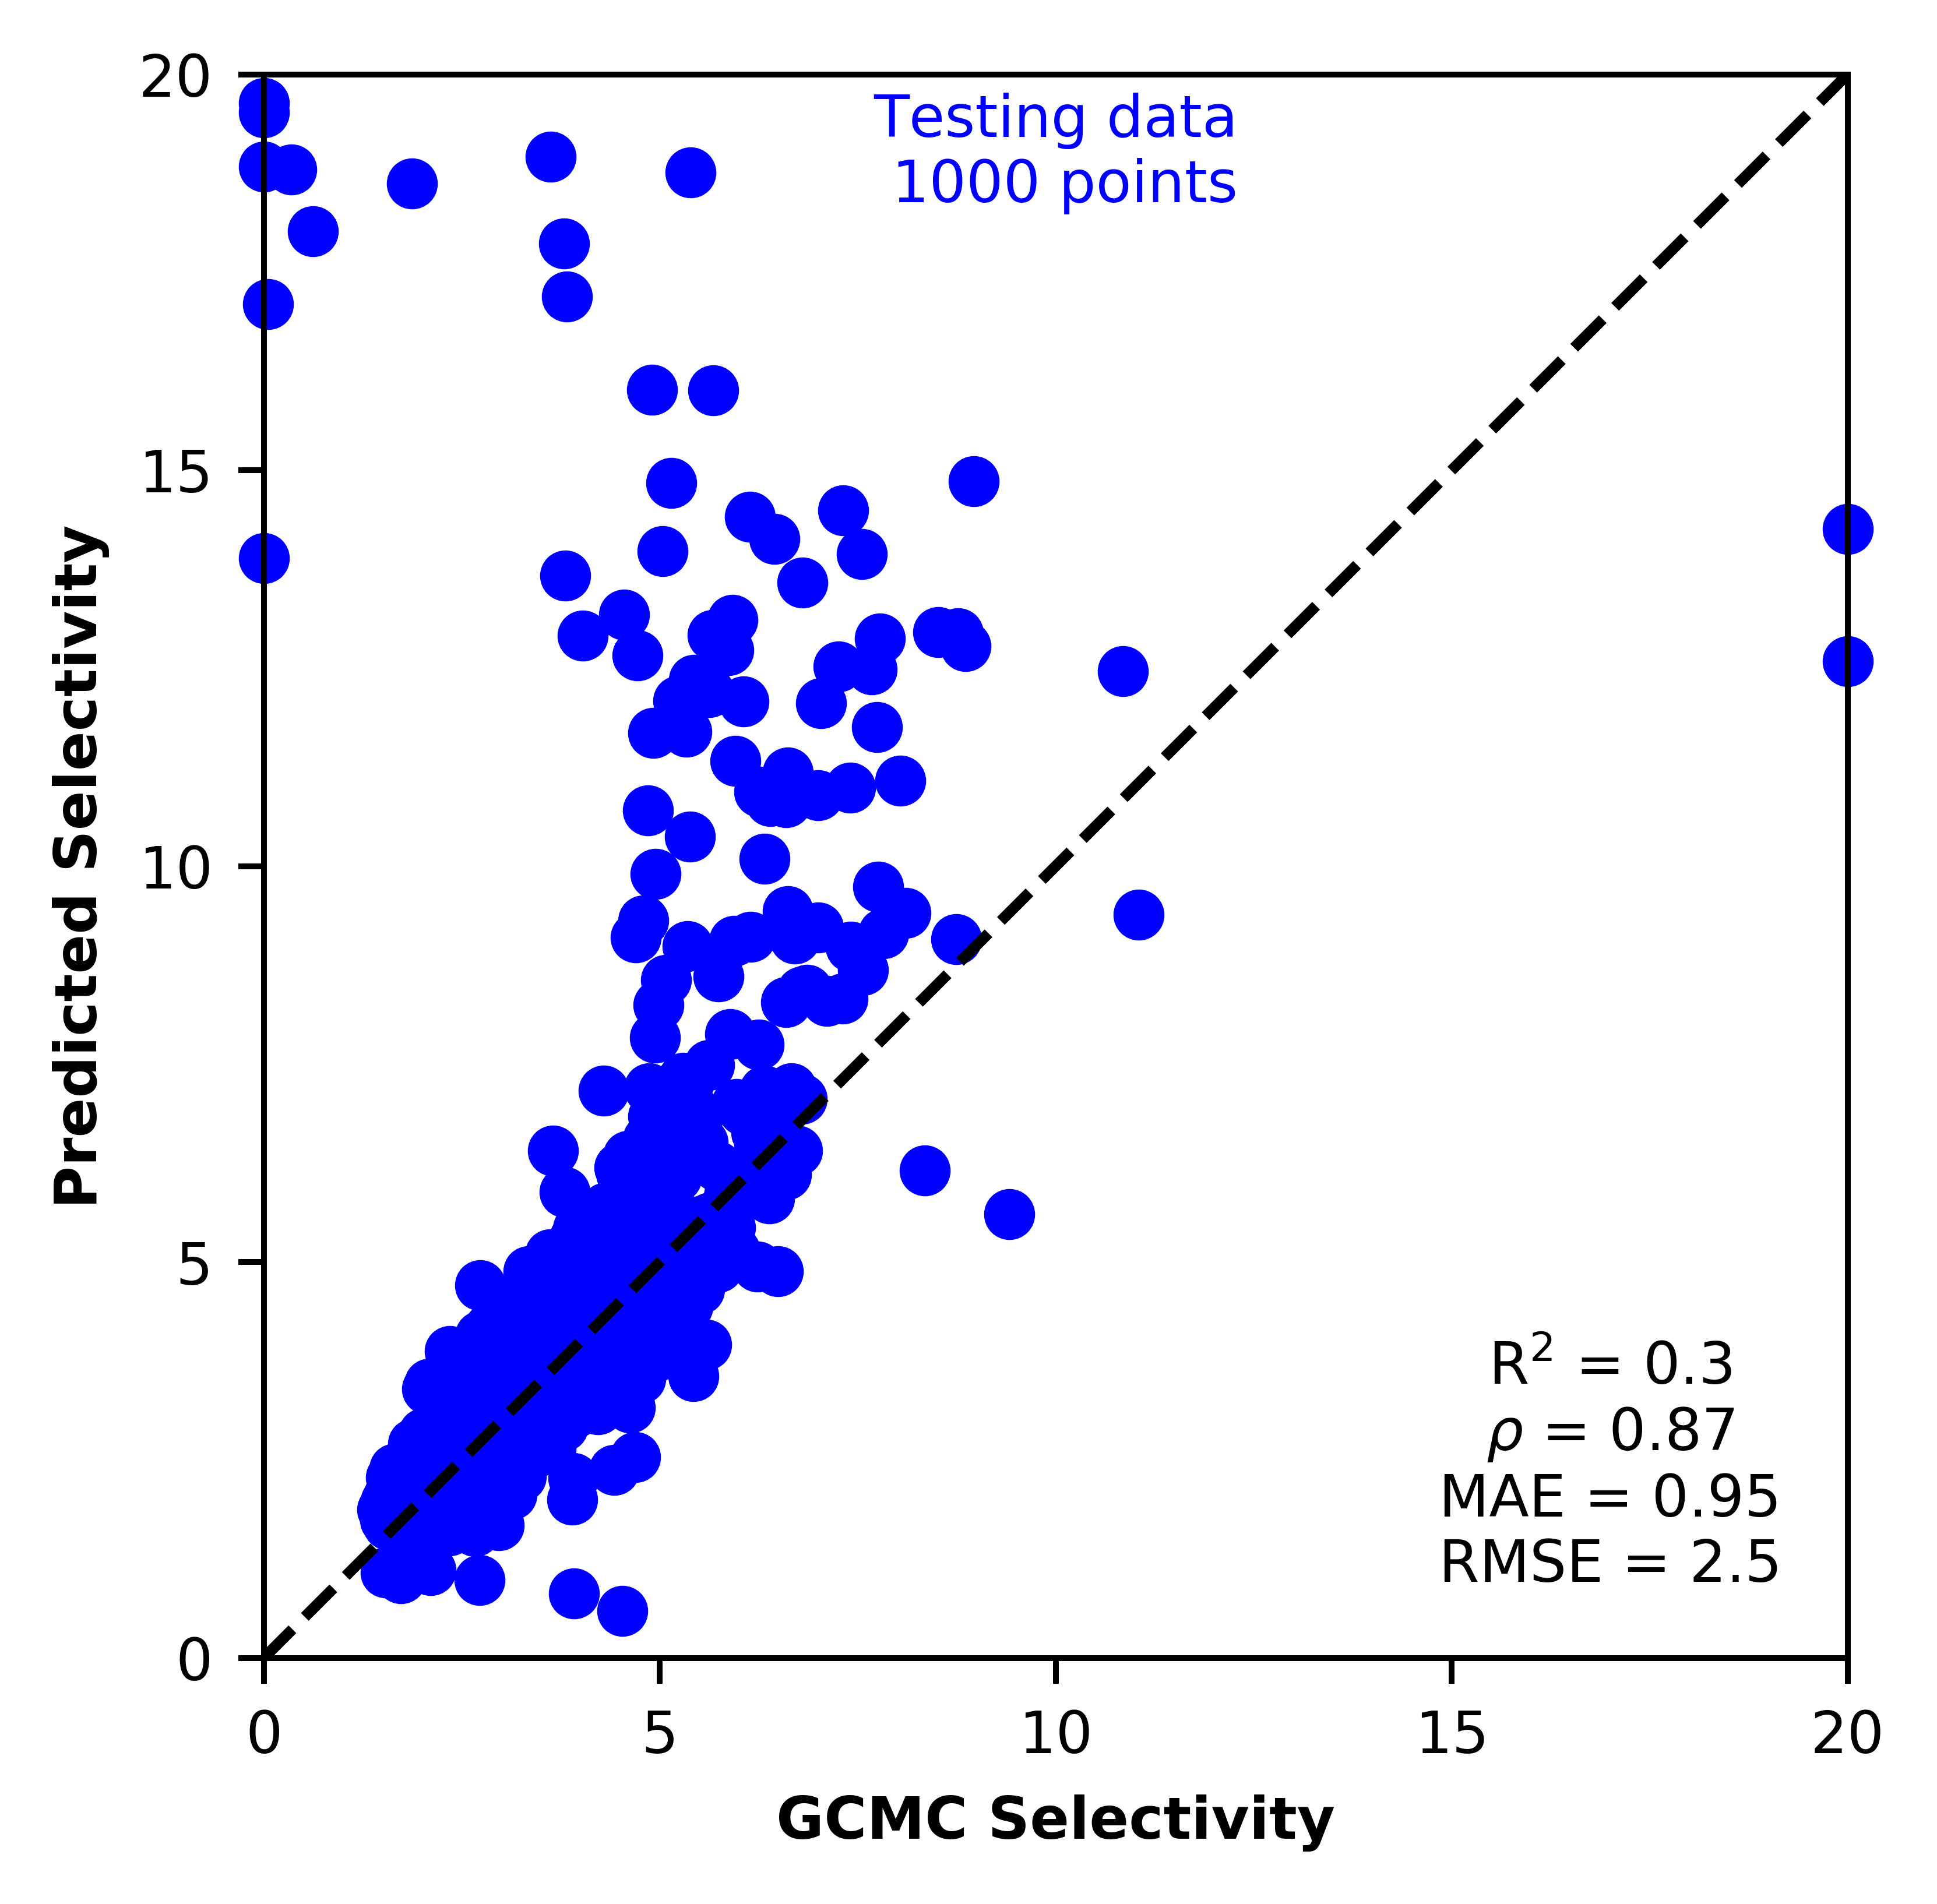 Testing data
1000 points
20
15
10
5
0
Predicted Selectivity
R² = 0.3
ρ = 0.87
MAE = 0.95
RMSE = 2.5
0 5 10 15 20
GCMC Selectivity